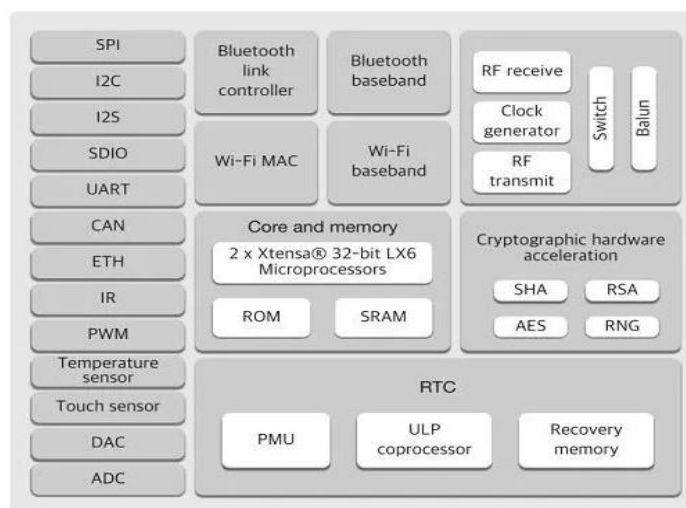 SPI
I2C
I2S
SDIO
UART
CAN
ETH
IR
PWM
Temperature
sensor
Touch sensor
DAC
ADC
Bluetooth
link
controller
Bluetooth
baseband
Wi-Fi MAC
Wi-Fi
baseband
RF receive
Clock
generator
RF
transmit
Switch
Balun
Core and memory
2 x Xtensa® 32-bit LX6
Microprocessors
ROM
SRAM
Cryptographic hardware
acceleration
SHA
RSA
AES
RNG
RTC
PMU
ULP
coprocessor
Recovery
memory